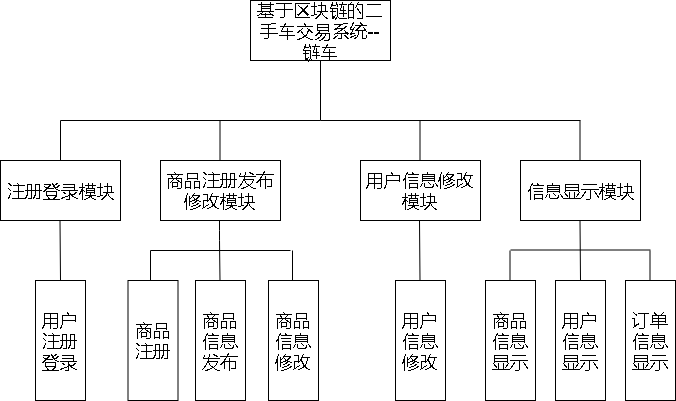 基于区块链的二
手车交易系统--
链车
注册登录模块
商品注册发布
修改模块
用户信息修改
模块
信息显示模块
用户
注册
登录
商品
注册
商品
信息
发布
商品
信息
修改
用户
信息
修改
商品
信息
显示
用户
信息
显示
订单
信息
显示